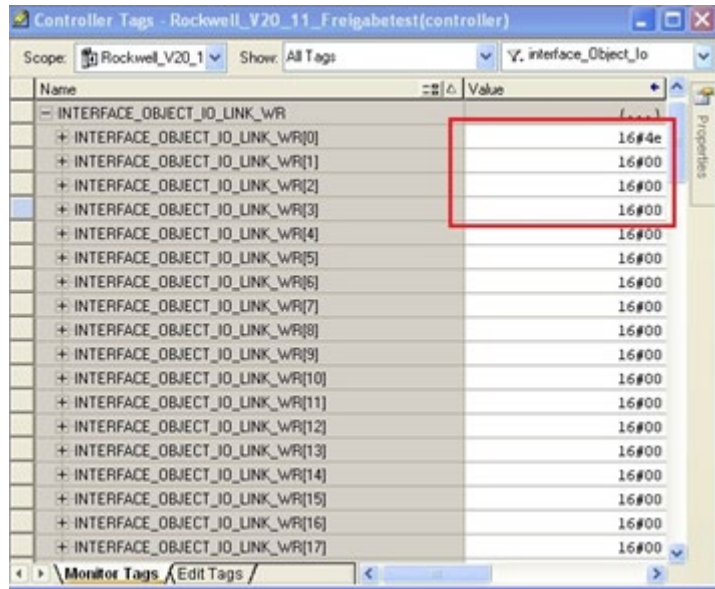 Controller Tags - Rockwell_V20_11_Freigabetest(controller)
Scope: Rockwell_V20_1 Show: All Tags interface_Object_Io
Name Value
INTERFACE_OBJECT_IO_LINK_WR {...}
INTERFACE_OBJECT_IO_LINK_WR[0] 16#4e
INTERFACE_OBJECT_IO_LINK_WR[1] 16#00
INTERFACE_OBJECT_IO_LINK_WR[2] 16#00
INTERFACE_OBJECT_IO_LINK_WR[3] 16#00
INTERFACE_OBJECT_IO_LINK_WR[4] 16#00
INTERFACE_OBJECT_IO_LINK_WR[5] 16#00
INTERFACE_OBJECT_IO_LINK_WR[6] 16#00
INTERFACE_OBJECT_IO_LINK_WR[7] 16#00
INTERFACE_OBJECT_IO_LINK_WR[8] 16#00
INTERFACE_OBJECT_IO_LINK_WR[9] 16#00
INTERFACE_OBJECT_IO_LINK_WR[10] 16#00
INTERFACE_OBJECT_IO_LINK_WR[11] 16#00
INTERFACE_OBJECT_IO_LINK_WR[12] 16#00
INTERFACE_OBJECT_IO_LINK_WR[13] 16#00
INTERFACE_OBJECT_IO_LINK_WR[14] 16#00
INTERFACE_OBJECT_IO_LINK_WR[15] 16#00
INTERFACE_OBJECT_IO_LINK_WR[16] 16#00
INTERFACE_OBJECT_IO_LINK_WR[17] 16#00
Monitor Tags Edit Tags
Properties